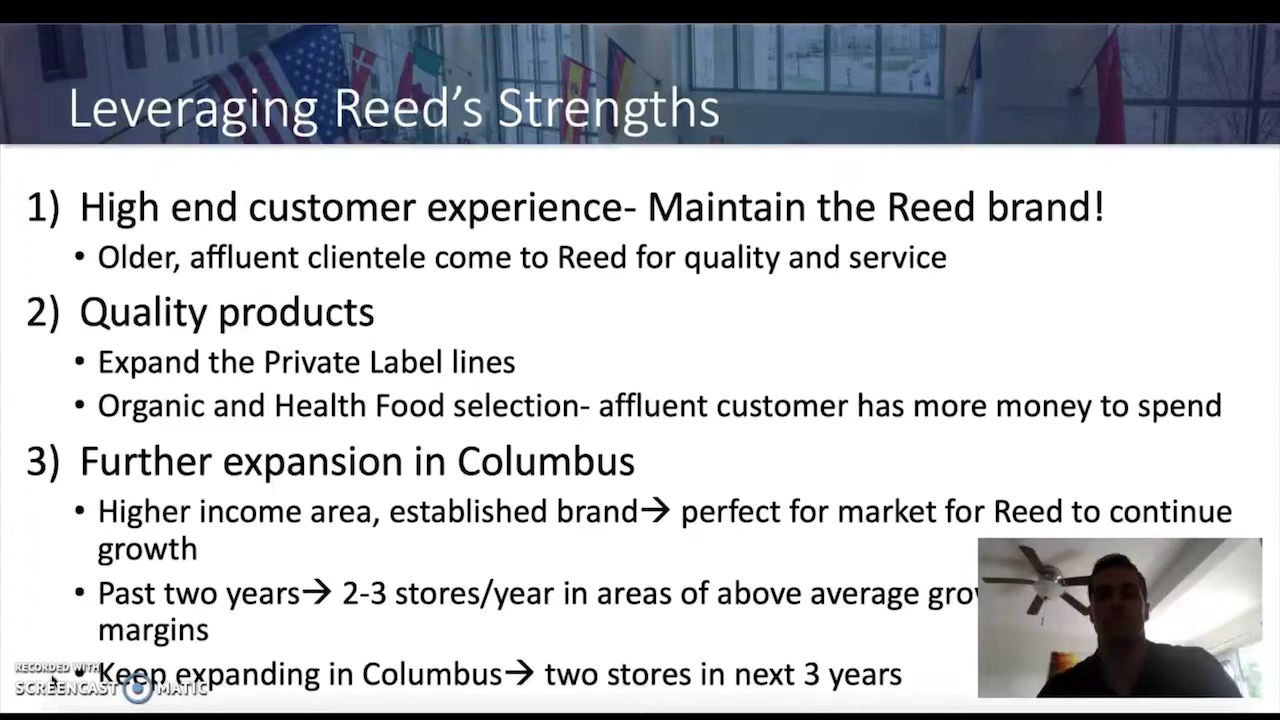 Leveraging Reed's Strengths
1) High end customer experience- Maintain the Reed brand!
• Older, affluent clientele come to Reed for quality and service
2) Quality products
• Expand the Private Label lines
• Organic and Health Food selection- affluent customer has more money to spend
3) Further expansion in Columbus
• Higher income area, established brand→ perfect for market for Reed to continue
growth
• Past two years→ 2-3 stores/year in areas of above average
margins
• Keep expanding in Columbus→ two stores in next 3 years
RECORDED WITH
SCREENCAST MATIC